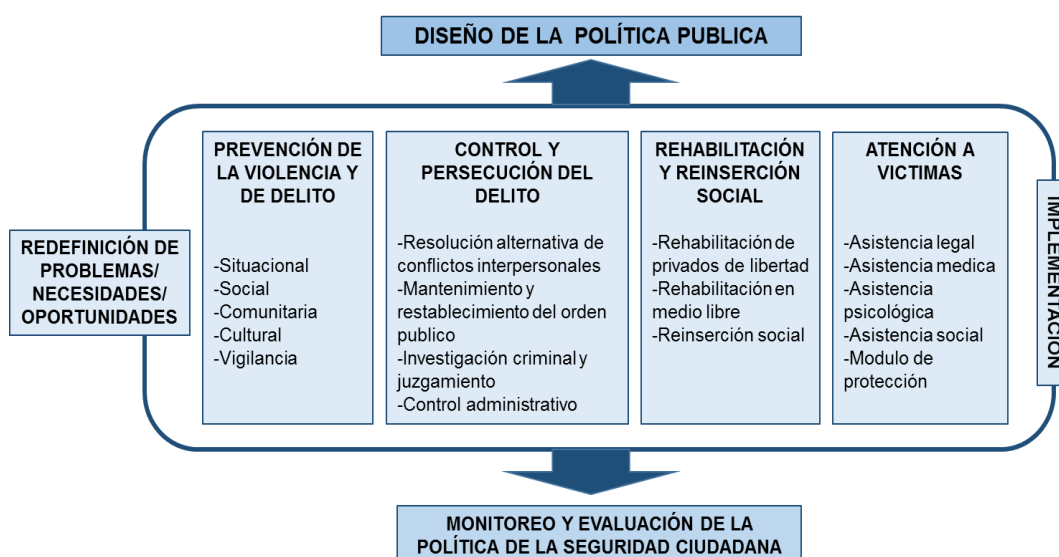 DISEÑO DE LA POLÍTICA PUBLICA
REDEFINICIÓN DE
PROBLEMAS/
NECESIDADES/
OPORTUNIDADES
PREVENCIÓN DE
LA VIOLENCIA Y
DE DELITO
-Situacional
-Social
-Comunitaria
-Cultural
-Vigilancia
CONTROL Y
PERSECUCIÓN DEL
DELITO
-Resolución alternativa de
conflictos interpersonales
-Mantenimiento y
restablecimiento del orden
publico
-Investigación criminal y
juzgamiento
-Control administrativo
REHABILITACIÓN
Y REINSERCIÓN
SOCIAL
-Rehabilitación de
privados de libertad
-Rehabilitación en
medio libre
-Reinserción social
ATENCIÓN A
VICTIMAS
-Asistencia legal
-Asistencia medica
-Asistencia
psicológica
-Asistencia social
-Modulo de
protección
IMPLEMENTACIÓN
MONITOREO Y EVALUACIÓN DE LA
POLÍTICA DE LA SEGURIDAD CIUDADANA